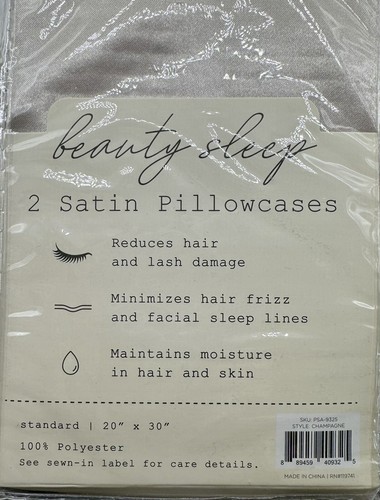 beauty sleep
2 Satin Pillowcases
Reduces hair
and lash damage
Minimizes hair frizz
and facial sleep lines
Maintains moisture
in hair and skin
standard | 20" x 30"
100% Polyester
See sewn-in label for care details.
SKU: PSA-9325
STYLE: CHAMPAGNE
8 89459 40932 5
MADE IN CHINA |